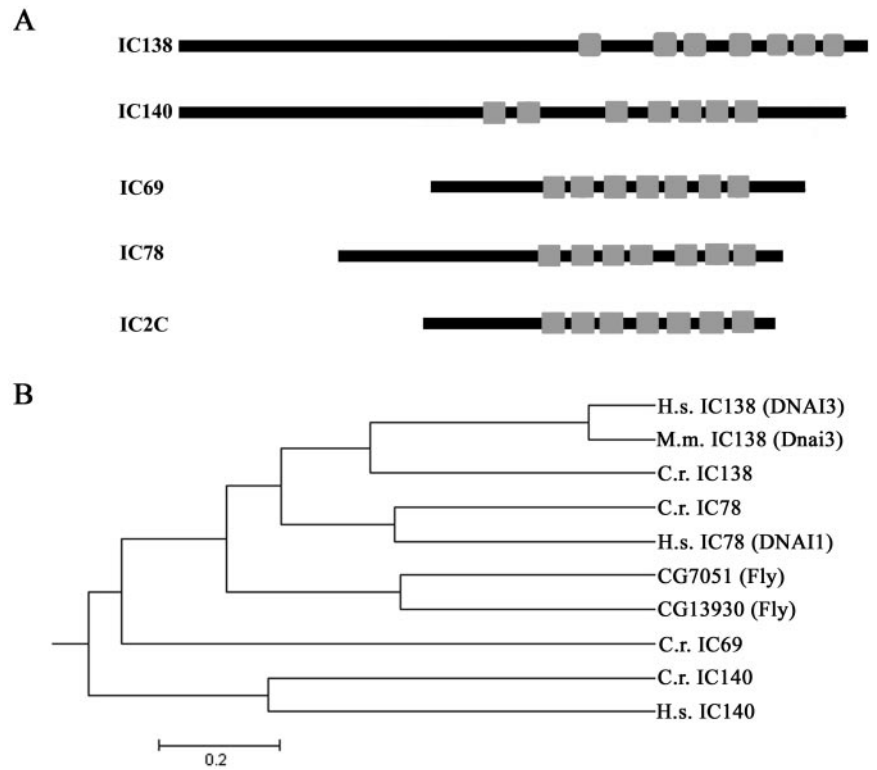 A
IC138
IC140
IC69
IC78
IC2C
B
H.s. IC138 (DNAI3)
M.m. IC138 (Dnai3)
C.r. IC138
C.r. IC78
H.s. IC78 (DNAI1)
CG7051 (Fly)
CG13930 (Fly)
C.r. IC69
C.r. IC140
H.s. IC140
0.2